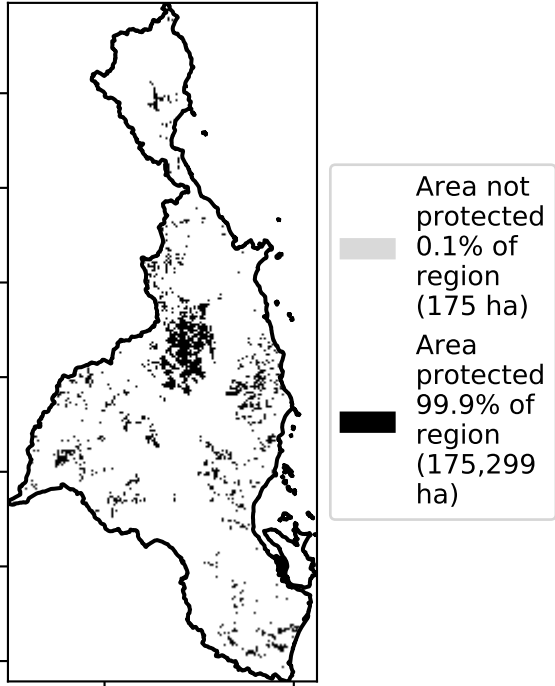 Area not
protected
0.1% of
region
(175 ha)
Area
protected
99.9% of
region
(175,299
ha)